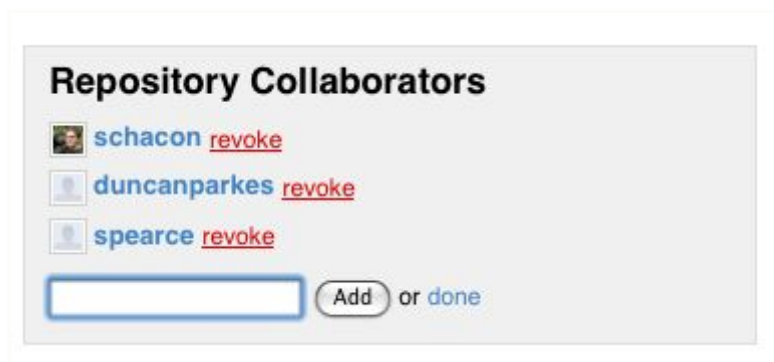 Repository Collaborators
schacon revoke
duncanparkes revoke
spearce revoke
Add or done